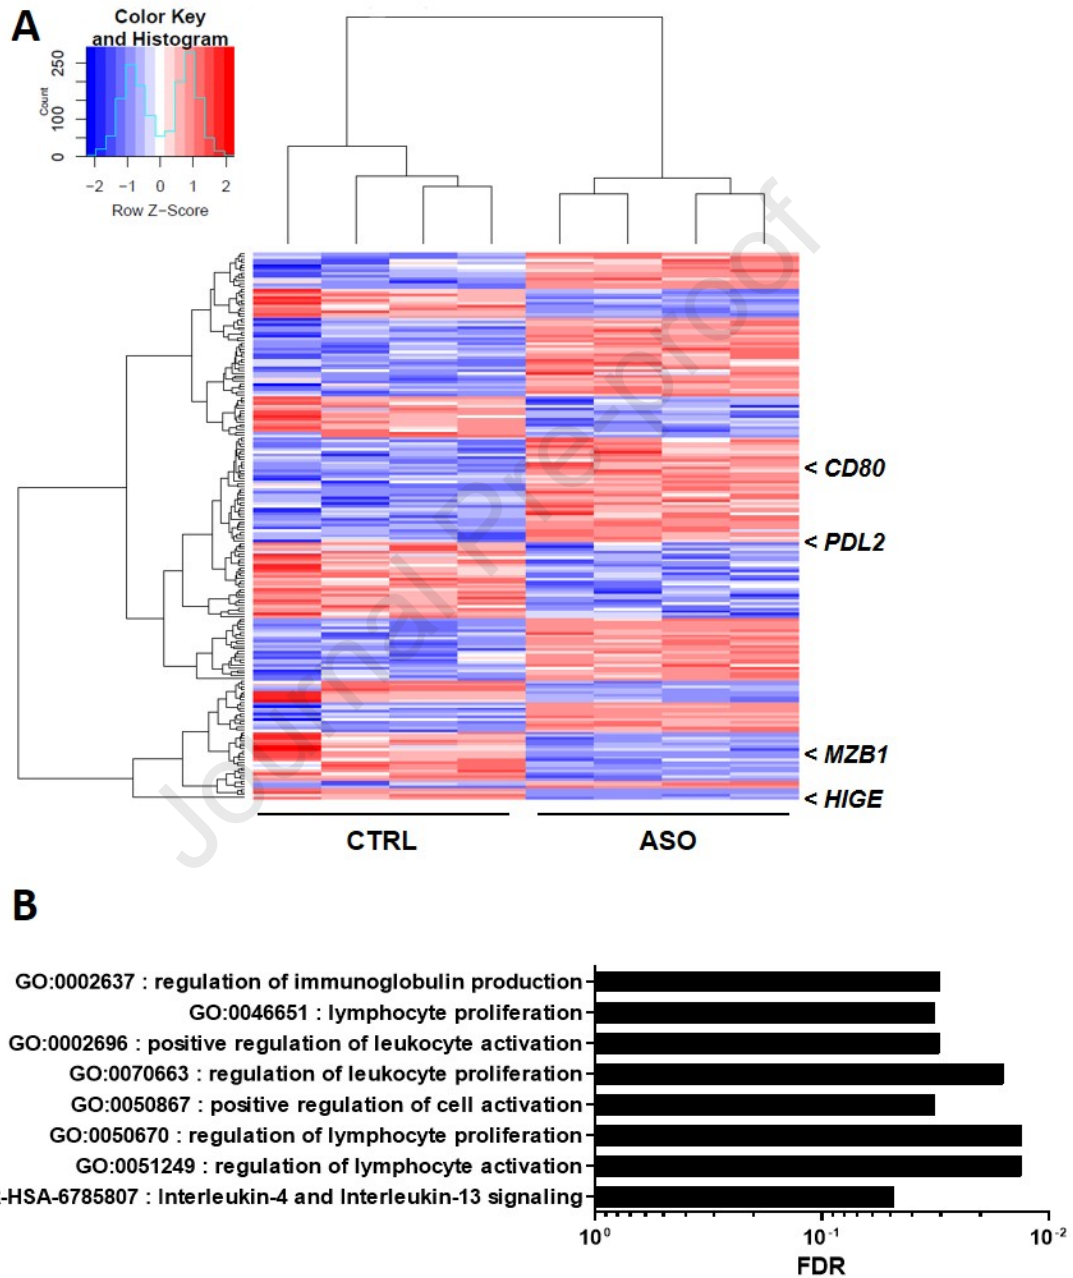 A
Color Key
and Histogram
Count
0 100 250
−2 −1 0 1 2
Row Z−Score
< CD80
< PDL2
< MZB1
< HIGE
CTRL ASO
Journal Pre-proof
B
GO:0002637 : regulation of immunoglobulin production
GO:0046651 : lymphocyte proliferation
GO:0002696 : positive regulation of leukocyte activation
GO:0070663 : regulation of leukocyte proliferation
GO:0050867 : positive regulation of cell activation
GO:0050670 : regulation of lymphocyte proliferation
GO:0051249 : regulation of lymphocyte activation
-HSA-6785807 : Interleukin-4 and Interleukin-13 signaling
10⁰ 10⁻¹ 10⁻²
FDR